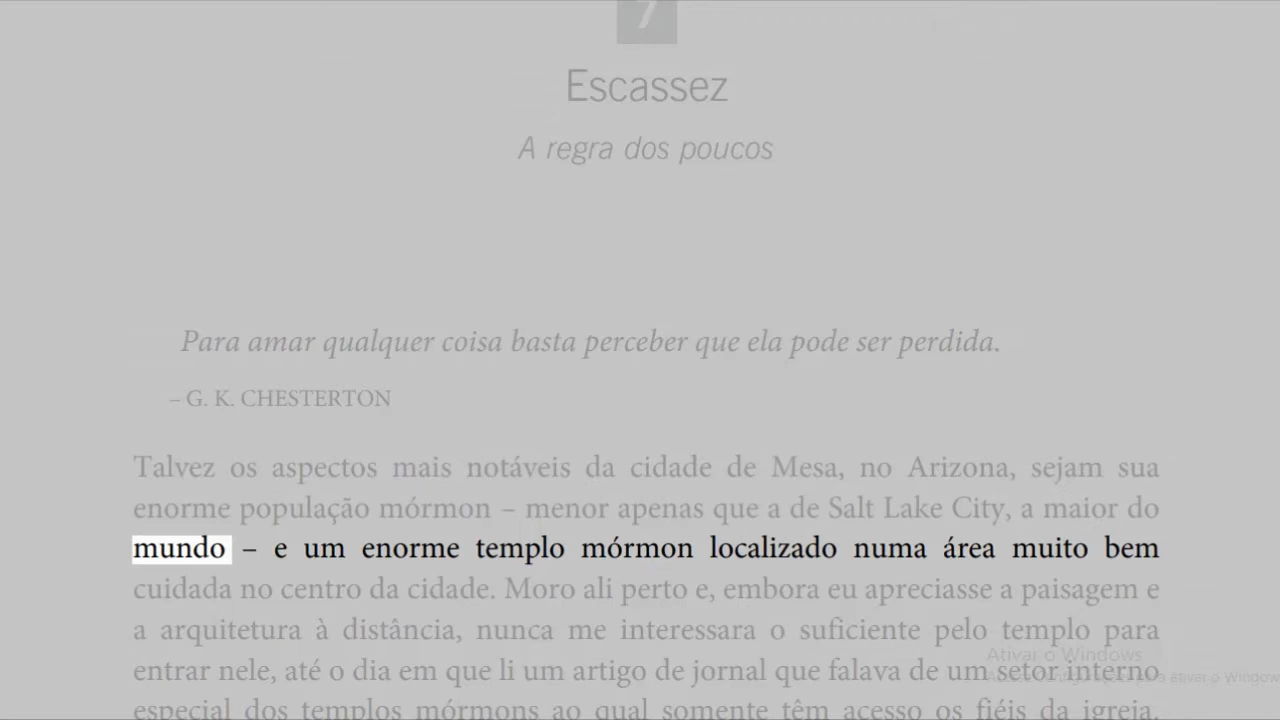 7
Escassez
A regra dos poucos
Para amar qualquer coisa basta perceber que ela pode ser perdida.
– G. K. CHESTERTON
Talvez os aspectos mais notáveis da cidade de Mesa, no Arizona, sejam sua
enorme população mórmon – menor apenas que a de Salt Lake City, a maior do
mundo – e um enorme templo mórmon localizado numa área muito bem
cuidada no centro da cidade. Moro ali perto e, embora eu apreciasse a paisagem e
a arquitetura à distância, nunca me interessara o suficiente pelo templo para
Ativar o Windows
entrar nele, até o dia em que li um artigo de jornal que falava de um setor interno
para ativar o Windows
especial dos templos mórmons ao qual somente têm acesso os fiéis da igreja.